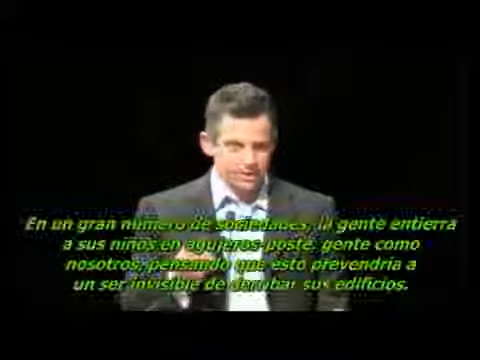 En un gran número de sociedades, la gente entierra
a sus niños en agujeros-poste, gente como
nosotros, pensando que esto prevendría a
un ser invisible de derribar sus edificios.